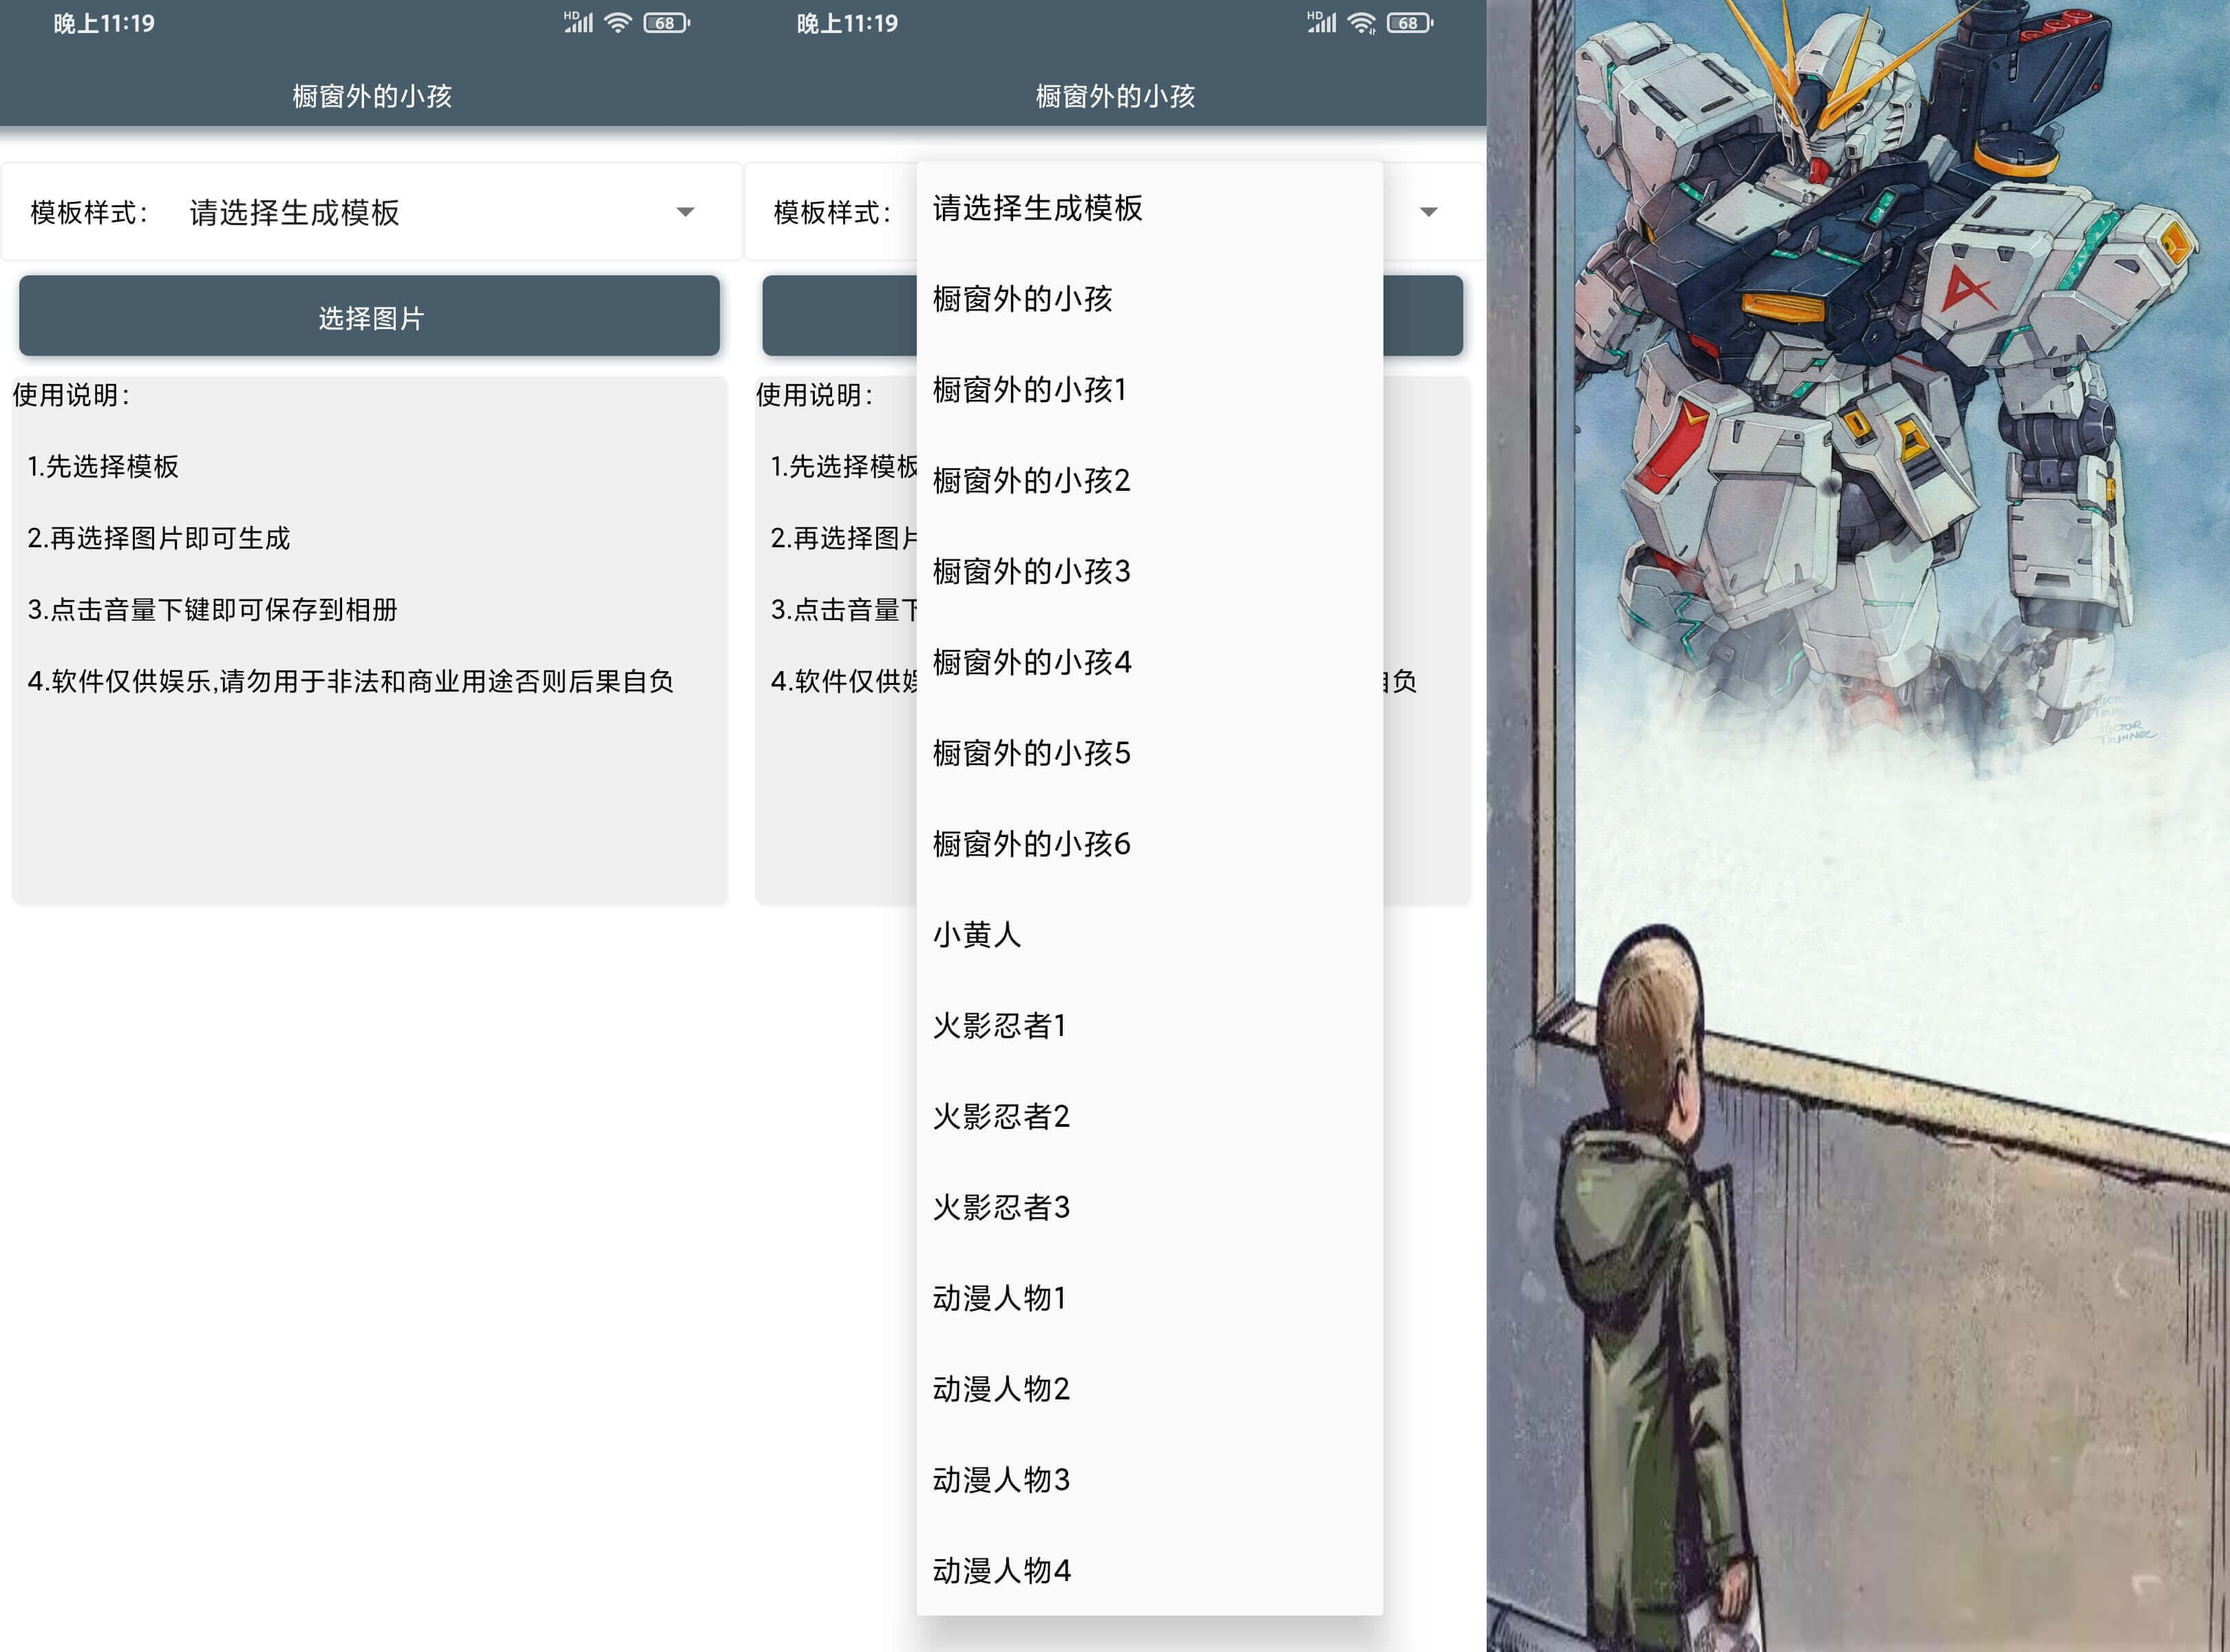 晚上11:19
HD
68
橱窗外的小孩
模板样式：
请选择生成模板
选择图片
使用说明：
1.先选择模板
2.再选择图片即可生成
3.点击音量下键即可保存到相册
4.软件仅供娱乐,请勿用于非法和商业用途否则后果自负
晚上11:19
HD
68
橱窗外的小孩
模板样式：
使用说明：
1.先选择模板
2.再选择图片
3.点击音量下
4.软件仅供娱
自负
请选择生成模板
橱窗外的小孩
橱窗外的小孩1
橱窗外的小孩2
橱窗外的小孩3
橱窗外的小孩4
橱窗外的小孩5
橱窗外的小孩6
小黄人
火影忍者1
火影忍者2
火影忍者3
动漫人物1
动漫人物2
动漫人物3
动漫人物4